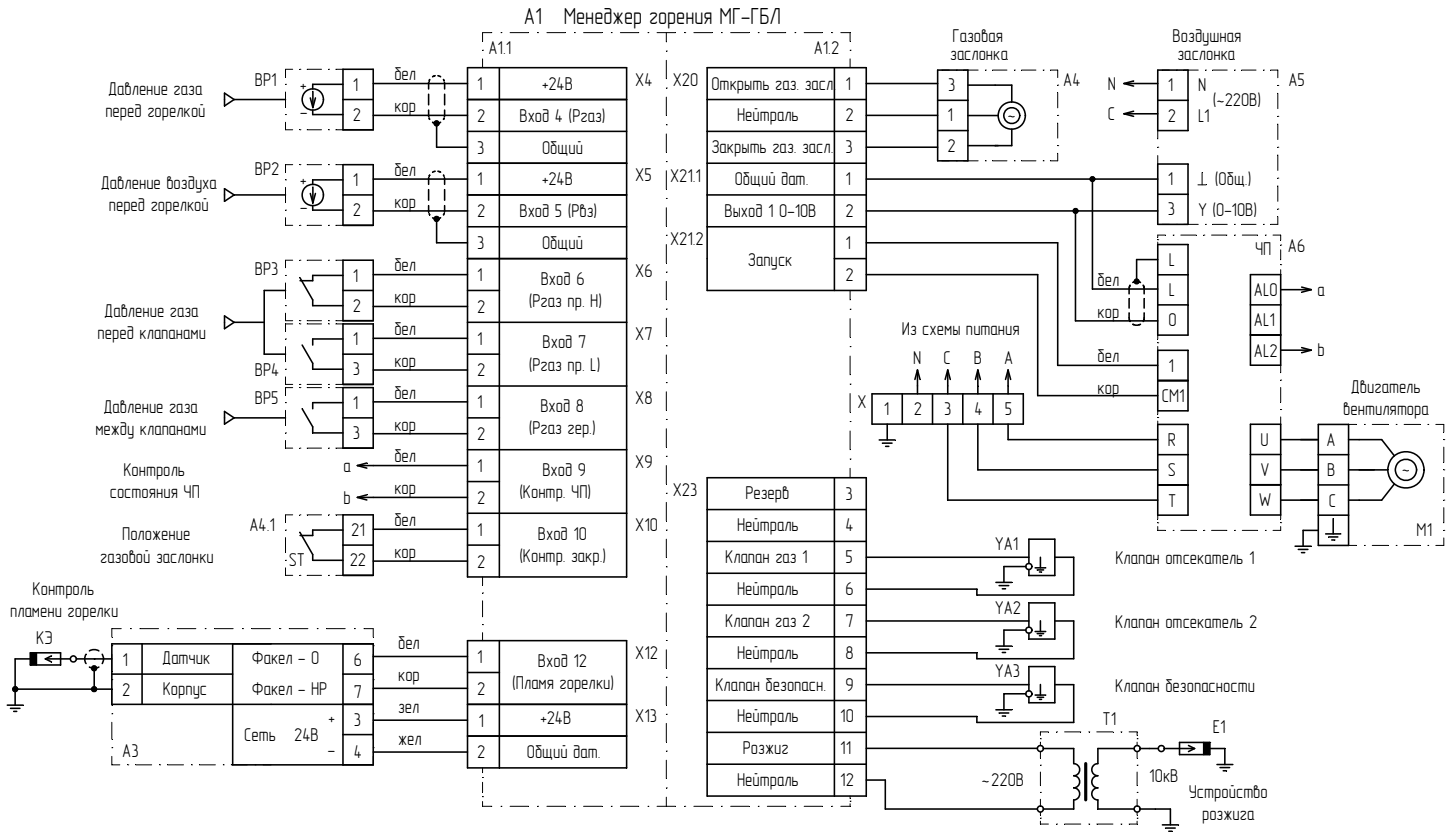 A1 Менеджер горения МГ-ГБЛ
A1.1
A1.2
Давление газа
перед горелкой
BP1
+
−
1 бел
2 кор
1 +24В X4
2 Вход 4 (Ргаз)
3 Общий
Давление воздуха
перед горелкой
BP2
+
−
1 бел
2 кор
1 +24В X5
2 Вход 5 (Рвз)
3 Общий
Давление газа
перед клапанами
BP3
1 бел
2 кор
1 Вход 6 X6
2 (Ргаз пр. Н)
BP4
1 бел
3 кор
1 Вход 7 X7
2 (Ргаз пр. L)
Давление газа
между клапанами
BP5
1 бел
3 кор
1 Вход 8 X8
2 (Ргаз гер.)
Контроль
состояния ЧП
a бел
b кор
1 Вход 9 X9
2 (Контр. ЧП)
Положение
газовой заслонки
A4.1
ST
21 бел
22 кор
1 Вход 10 X10
2 (Контр. закр.)
Контроль
пламени горелки
КЭ
A3
1 Датчик Факел – 0 6 бел
2 Корпус Факел – НР 7 кор
Сеть 24В
+ 3 зел
− 4 жел
1 Вход 12 X12
2 (Пламя горелки)
1 +24В X13
2 Общий дат.
X20
Открыть газ. засл. 1
Нейтраль 2
Закрыть газ. засл. 3
X21.1
Общий дат. 1
Выход 1 0-10В 2
X21.2
Запуск
1
2
X23
Резерв 3
Нейтраль 4
Клапан газ 1 5
Нейтраль 6
Клапан газ 2 7
Нейтраль 8
Клапан безопасн. 9
Нейтраль 10
Розжиг 11
Нейтраль 12
Газовая
заслонка
A4
3
1
2
~
Воздушная
заслонка
A5
N 1 N
(~220В)
C 2 L1
1 ⊥ (Общ.)
3 Y (0-10В)
ЧП A6
L
бел L
кор 0
бел 1
кор CM1
R
S
T
AL0 a
AL1
AL2 b
U
V
W
Из схемы питания
N C B A
X 1 2 3 4 5
Двигатель
вентилятора
A
B
C
~
M1
YA1 Клапан отсекатель 1
YA2 Клапан отсекатель 2
YA3 Клапан безопасности
T1
~220В
10кВ
E1
Устройство
розжига